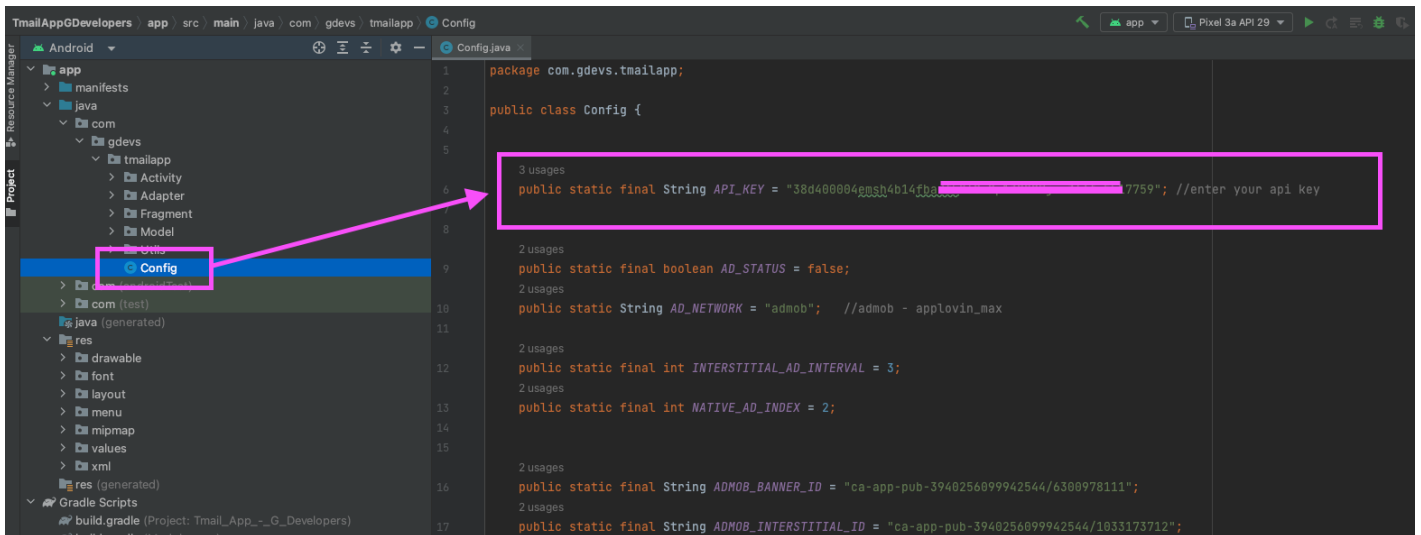 TmailAppGDevelopers app src main java com gdevs tmailapp Config
app Pixel 3a API 29
Resource Manager
Project
Android
app
manifests
java
com
gdevs
tmailapp
Activity
Adapter
Fragment
Model
Utils
Config
com (androidTest)
com (test)
java (generated)
res
drawable
font
layout
menu
mipmap
values
xml
res (generated)
Gradle Scripts
build.gradle (Project: Tmail_App_-_G_Developers)
Config.java
1 package com.gdevs.tmailapp;
2
3 public class Config {
4
5
3 usages
6 public static final String API_KEY = "38d400004emsh4b14fba 7759"; //enter your api key
7
8
2 usages
9 public static final boolean AD_STATUS = false;
2 usages
10 public static String AD_NETWORK = "admob"; //admob - applovin_max
11
2 usages
12 public static final int INTERSTITIAL_AD_INTERVAL = 3;
2 usages
13 public static final int NATIVE_AD_INDEX = 2;
14
15
2 usages
16 public static final String ADMOB_BANNER_ID = "ca-app-pub-3940256099942544/6300978111";
2 usages
17 public static final String ADMOB_INTERSTITIAL_ID = "ca-app-pub-3940256099942544/1033173712";